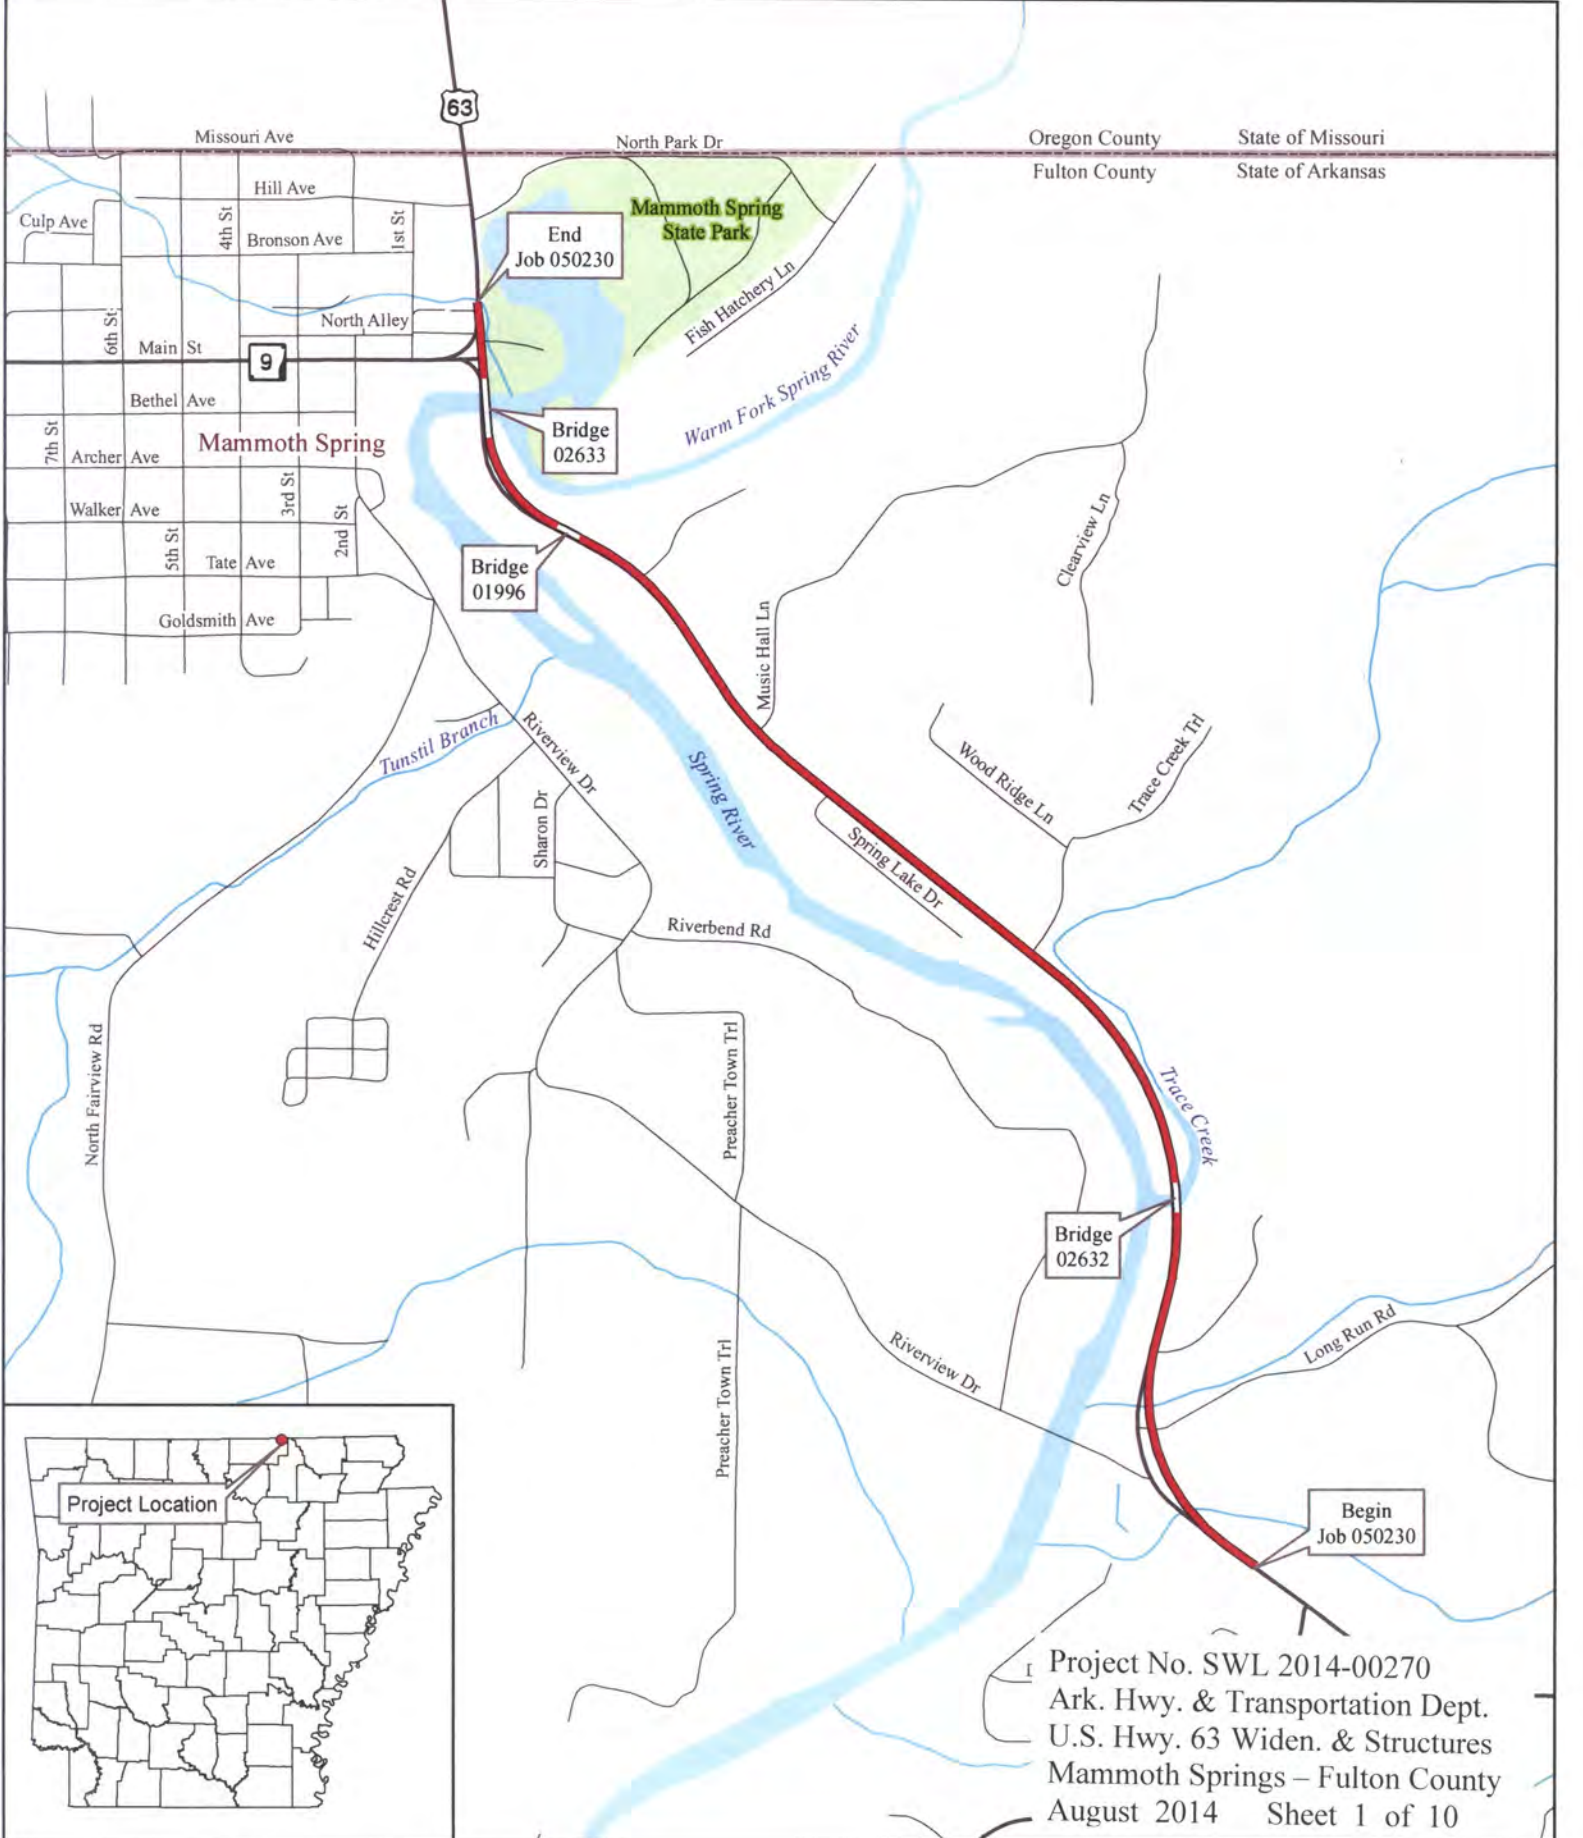 63
Missouri Ave
North Park Dr
Oregon County
State of Missouri
Fulton County
State of Arkansas
Hill Ave
Culp Ave
4th St
Bronson Ave
1st St
Mammoth Spring
State Park
End
Job 050230
Fish Hatchery Ln
6th St
North Alley
Main St
9
Bethel Ave
Warm Fork Spring River
Bridge
02633
7th St
Archer Ave
Mammoth Spring
Walker Ave
3rd St
5th St
2nd St
Tate Ave
Bridge
01996
Clearview Ln
Goldsmith Ave
Music Hall Ln
Tunstil Branch
Riverview Dr
Spring River
Wood Ridge Ln
Trace Creek Trl
Sharon Dr
Spring Lake Dr
Hillcrest Rd
Riverbend Rd
North Fairview Rd
Preacher Town Trl
Trace Creek
Bridge
02632
Long Run Rd
Riverview Dr
Preacher Town Trl
Project Location
Begin
Job 050230
Project No. SWL 2014-00270
Ark. Hwy. & Transportation Dept.
U.S. Hwy. 63 Widen. & Structures
Mammoth Springs – Fulton County
August 2014 Sheet 1 of 10